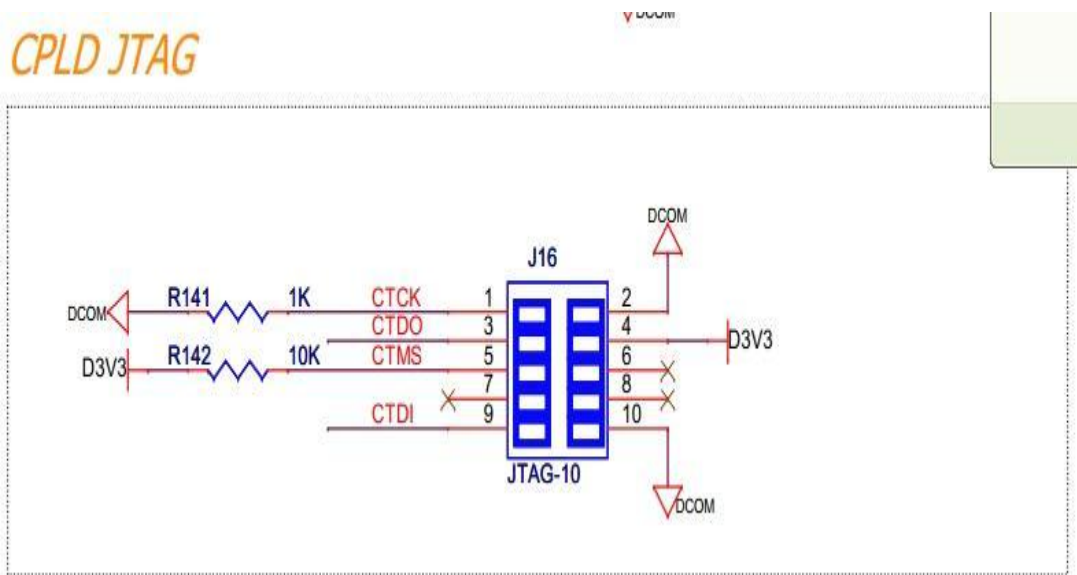 DCOM
CPLD JTAG
DCOM
J16
R141 1K CTCK 1 2
DCOM
CTDO 3 4
D3V3
D3V3 R142 10K CTMS 5 6
7 8
CTDI 9 10
JTAG-10
DCOM